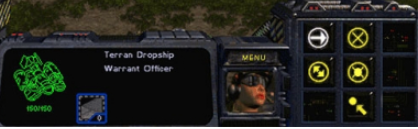 Terran Dropship
MENU
Warrant Officer
150/150
0